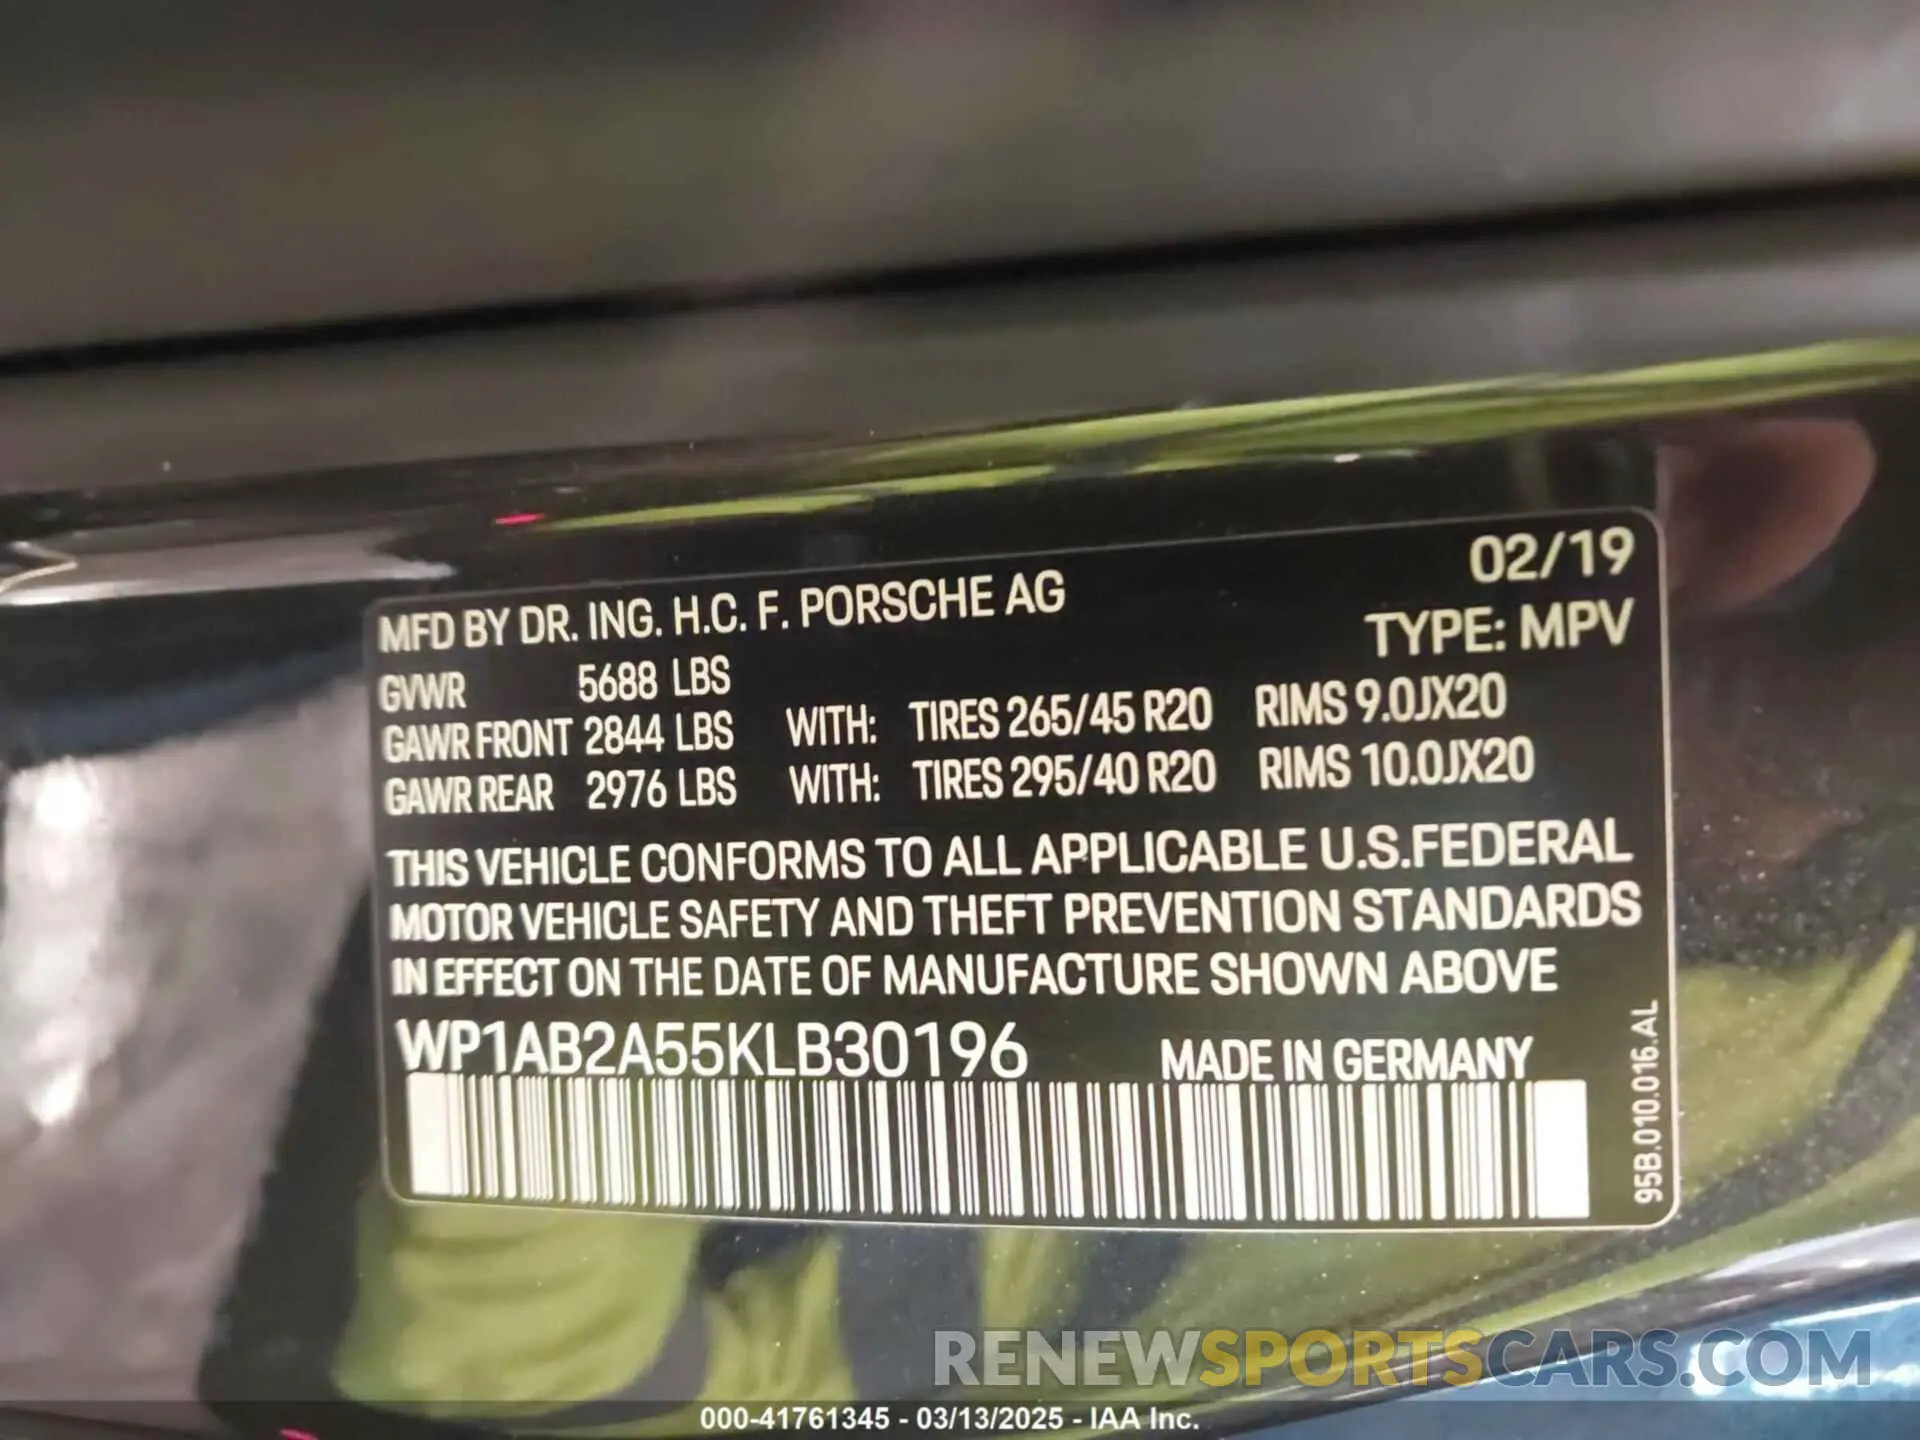 02/19
MFD BY DR. ING. H.C. F. PORSCHE AG
TYPE: MPV
GVWR 5688 LBS
GAWR FRONT 2844 LBS WITH: TIRES 265/45 R20 RIMS 9.0JX20
GAWR REAR 2976 LBS WITH: TIRES 295/40 R20 RIMS 10.0JX20
THIS VEHICLE CONFORMS TO ALL APPLICABLE U.S.FEDERAL
MOTOR VEHICLE SAFETY AND THEFT PREVENTION STANDARDS
IN EFFECT ON THE DATE OF MANUFACTURE SHOWN ABOVE
WP1AB2A55KLB30196 MADE IN GERMANY
95B.010.016.AL
RENEWSPORTSCARS.COM
000-41761345 - 03/13/2025 - IAA Inc.